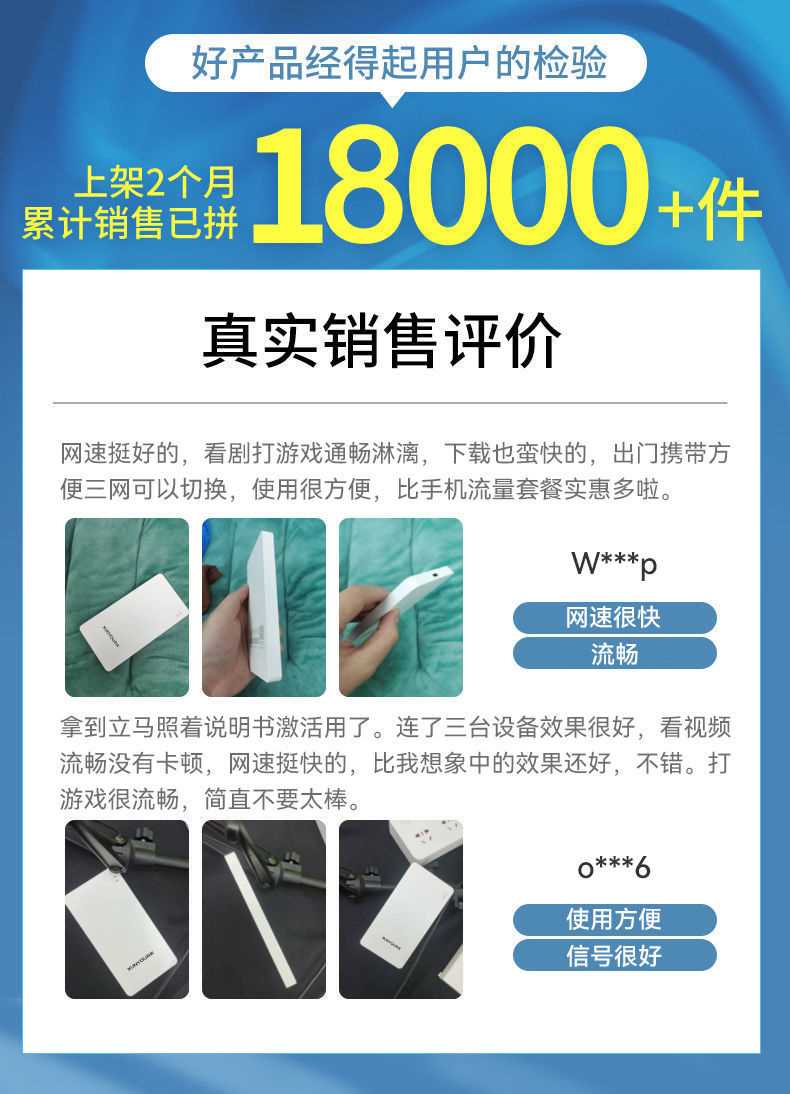 好产品经得起用户的检验
上架2个月
累计销售已拼
18000+件
真实销售评价
网速挺好的，看剧打游戏通畅淋漓，下载也蛮快的，出门携带方
便三网可以切换，使用很方便，比手机流量套餐实惠多啦。
W***p
网速很快
流畅
拿到立马照着说明书激活用了。连了三台设备效果很好，看视频
流畅没有卡顿，网速挺快的，比我想象中的效果还好，不错。打
游戏很流畅，简直不要太棒。
o***6
使用方便
信号很好